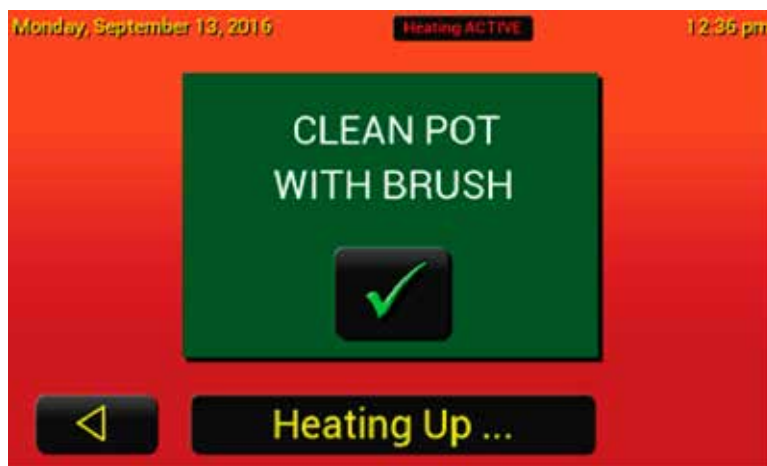 Monday, September 13, 2016
Heating ACTIVE
12:36 pm
CLEAN POT
WITH BRUSH
Heating Up ...